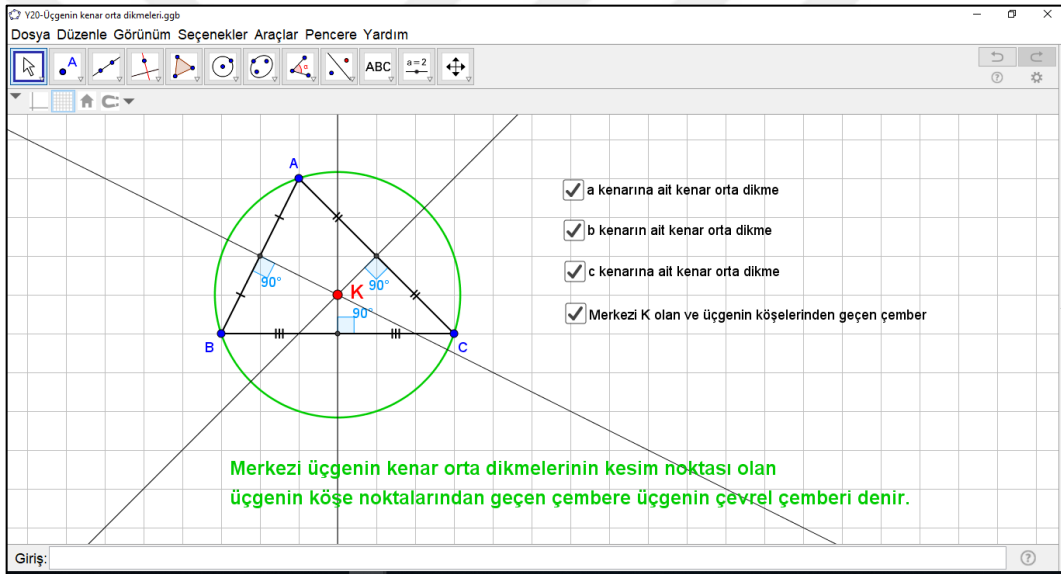 Y20-Üçgenin kenar orta dikmeleri.ggb
Dosya Düzenle Görünüm Seçenekler Araçlar Pencere Yardım
A
ABC
a=2
A
a kenarına ait kenar orta dikme
b kenarın ait kenar orta dikme
90°
K
90°
c kenarına ait kenar orta dikme
90°
Merkezi K olan ve üçgenin köşelerinden geçen çember
B
C
Merkezi üçgenin kenar orta dikmelerinin kesim noktası olan
üçgenin köşe noktalarından geçen çembere üçgenin çevrel çemberi denir.
Giriş: